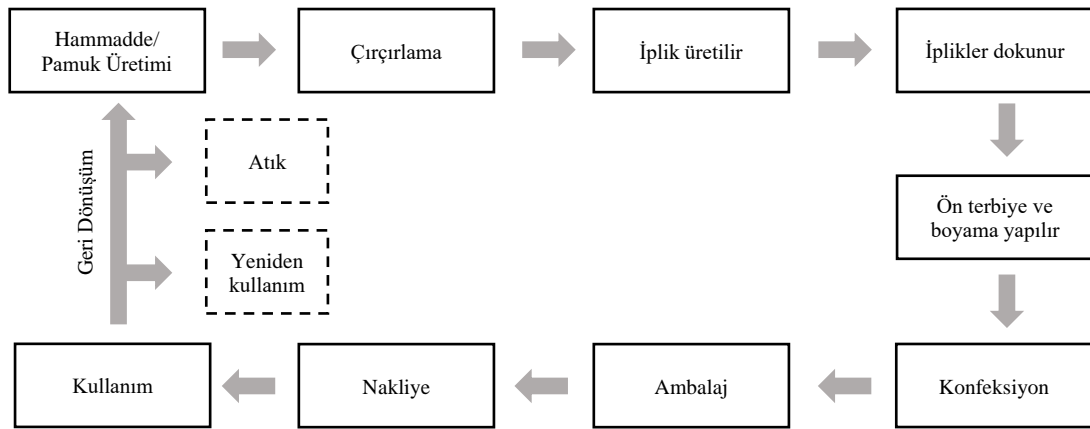 Hammadde/
Pamuk Üretimi
Çırçırlama
İplik üretilir
İplikler dokunur
Atık
Geri Dönüşüm
Yeniden
kullanım
Ön terbiye ve
boyama yapılır
Kullanım
Nakliye
Ambalaj
Konfeksiyon